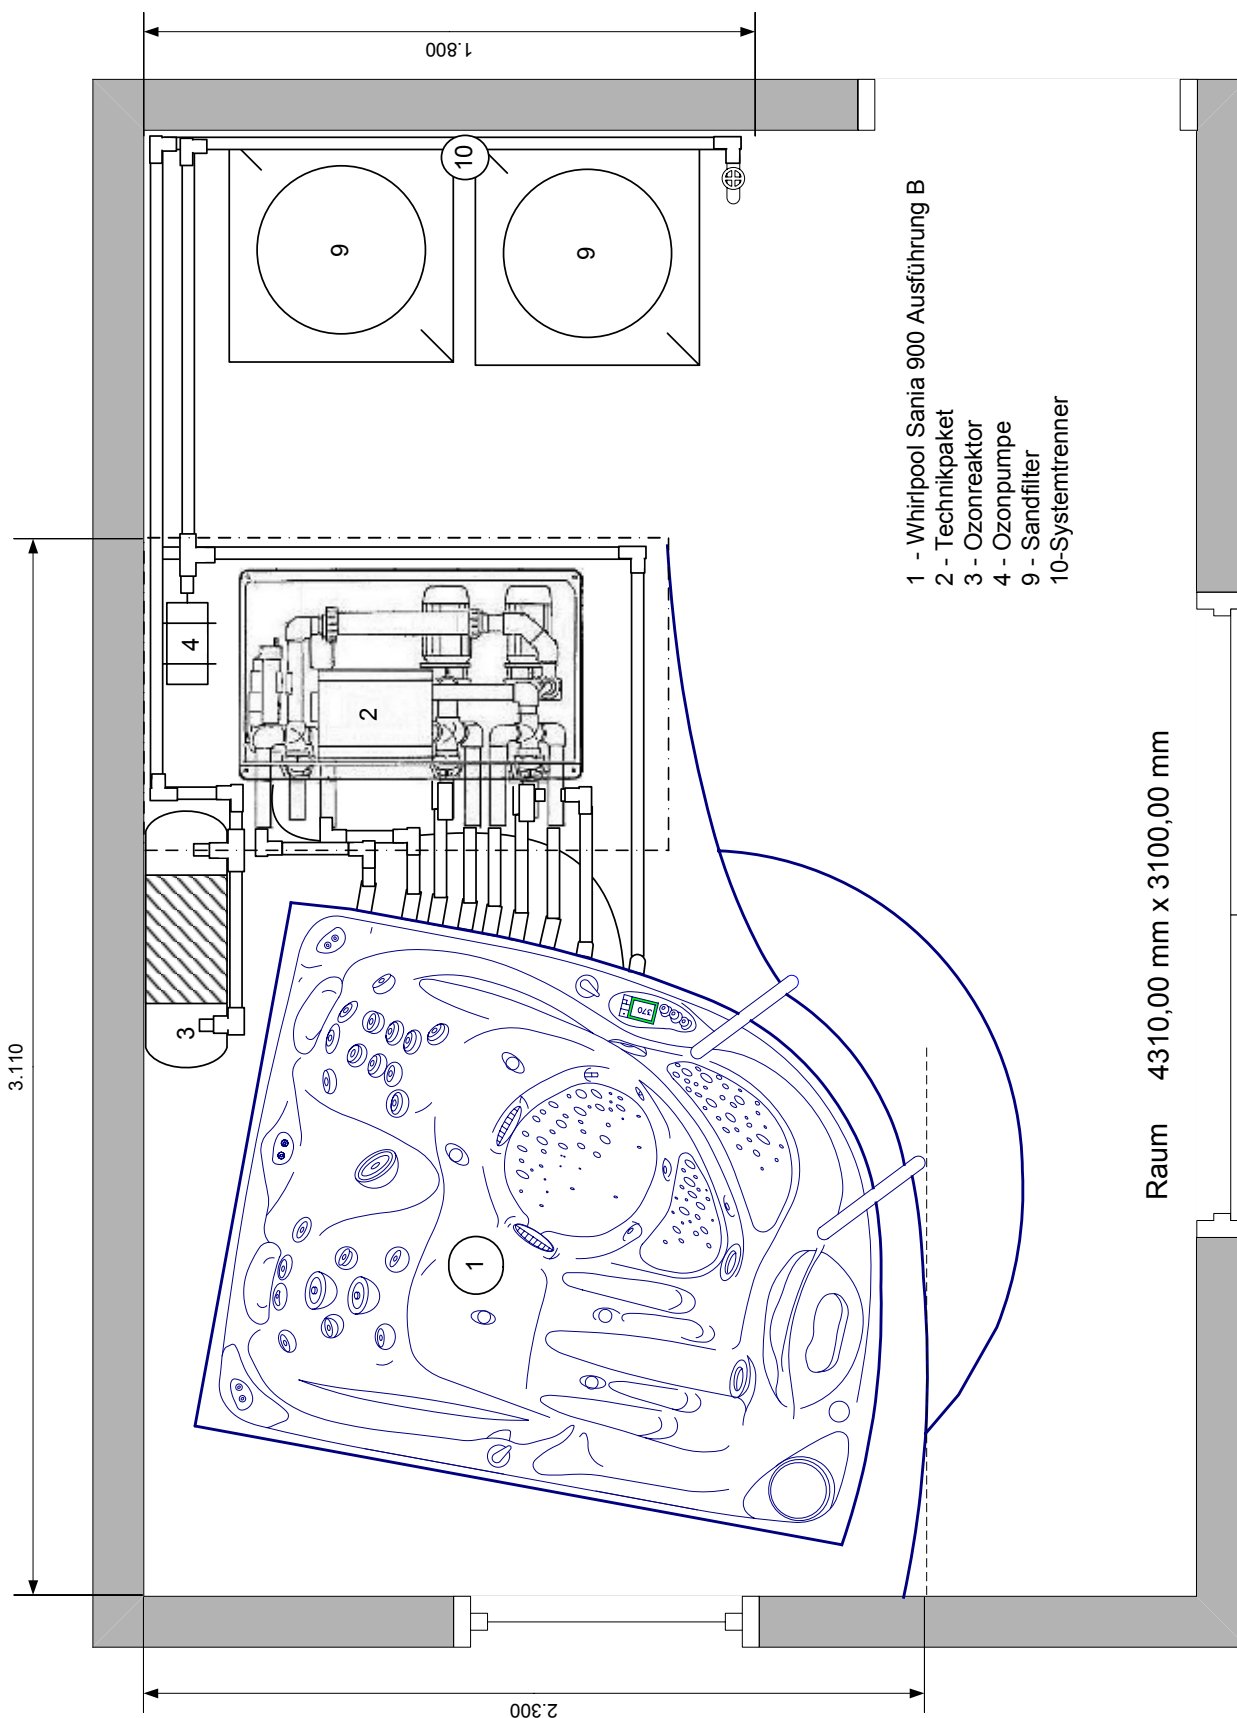 1.800
10
9
9
4
2
3
3.110
370
1
1 - Whirlpool Sania 900 Ausführung B
2 - Technikpaket
3 - Ozonreaktor
4 - Ozonpumpe
9 - Sandfilter
10-Systemtrenner
Raum 4310,00 mm x 3100,00 mm
2.300